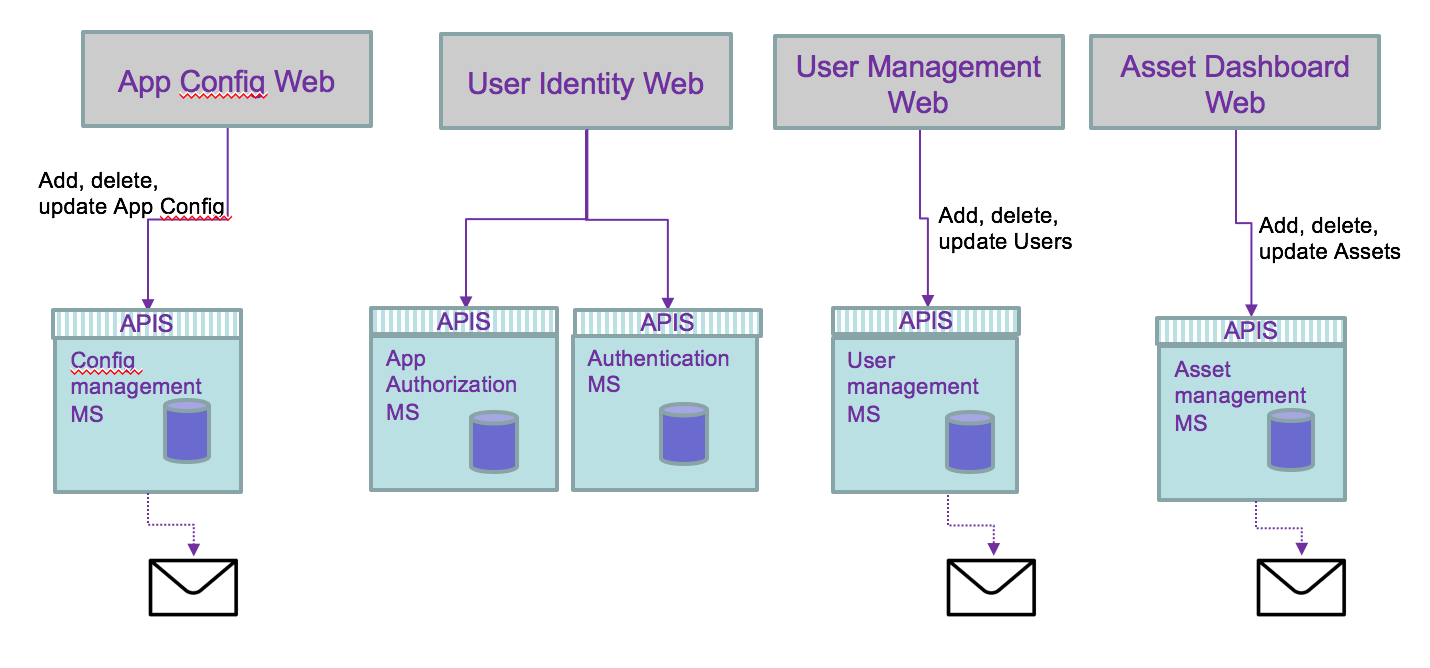 App Config Web
User Identity Web
User Management
Web
Asset Dashboard
Web
Add, delete,
update App Config
Add, delete,
update Users
Add, delete,
update Assets
APIS
Config
management
MS
APIS
App
Authorization
MS
APIS
Authentication
MS
APIS
User
management
MS
APIS
Asset
management
MS